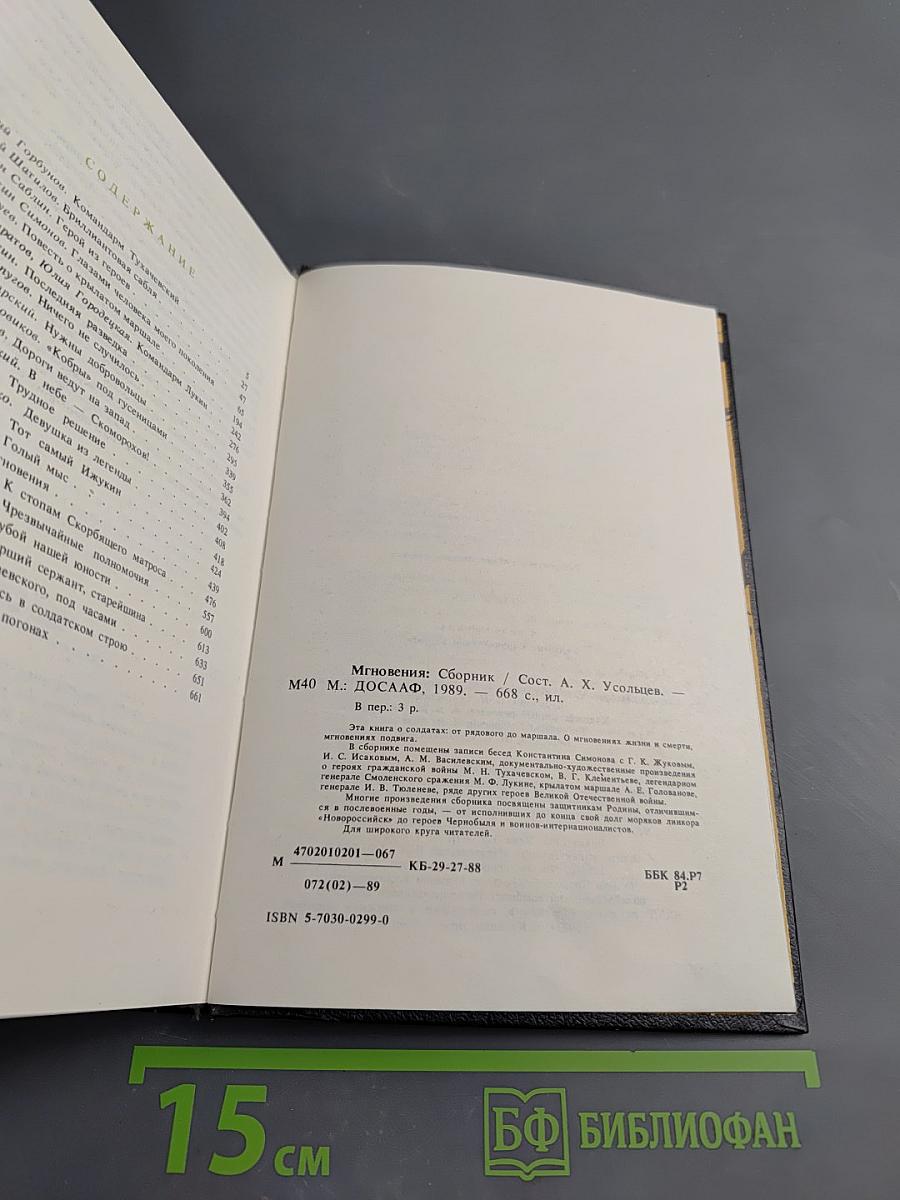 СОДЕРЖАНИЕ
Горбунов. Командарм Тухачевский
Шагилов. Бриллиантовая сабля
Саблин. Герой из героев
Симонов. Глазами человека моего поколения
Повесть о крылатом маршале
Юлия Городецкая. Командарм Лукин
Последняя разведка
Ничего не случилось
Нужны добровольцы
«Кобры» под гусеницами
Дороги ведут на запад
В небе — Скоморохов!
Трудное решение
Девушка из легенды
Тот самый Ижукин
Голый мыс
К стопам Скорбящего матроса
Чрезвычайные полномочия
нашей юности
сержант, старейшина
под часами
в солдатском строю
погонах
5
27
47
65
194
242
276
295
339
355
362
394
402
408
418
424
439
476
557
600
613
633
651
661
Мгновения: Сборник / Сост. А. Х. Усольцев. —
М40 М.: ДОСААФ, 1989. — 668 с., ил.
В пер.: 3 р.
Эта книга о солдатах: от рядового до маршала. О мгновениях жизни и смерти,
мгновениях подвига.
В сборнике помещены записи бесед Константина Симонова с Г. К. Жуковым,
И. С. Исаковым, А. М. Василевским, документально-художественные произведения
о героях гражданской войны М. Н. Тухачевском, В. Г. Клементьеве, легендарном
генерале Смоленского сражения М. Ф. Лукине, крылатом маршале А. Е. Голованове,
генерале И. В. Тюленеве, ряде других героев Великой Отечественной войны.
Многие произведения сборника посвящены защитникам Родины, отличившим-
ся в послевоенные годы, — от исполнивших до конца свой долг моряков линкора
«Новороссийск» до героев Чернобыля и воинов-интернационалистов.
Для широкого круга читателей.
М 4702010201—067 КБ-29-27-88
072(02)—89
ББК 84.Р7
Р2
ISBN 5-7030-0299-0
15 см
БФ БИБЛИОФАН